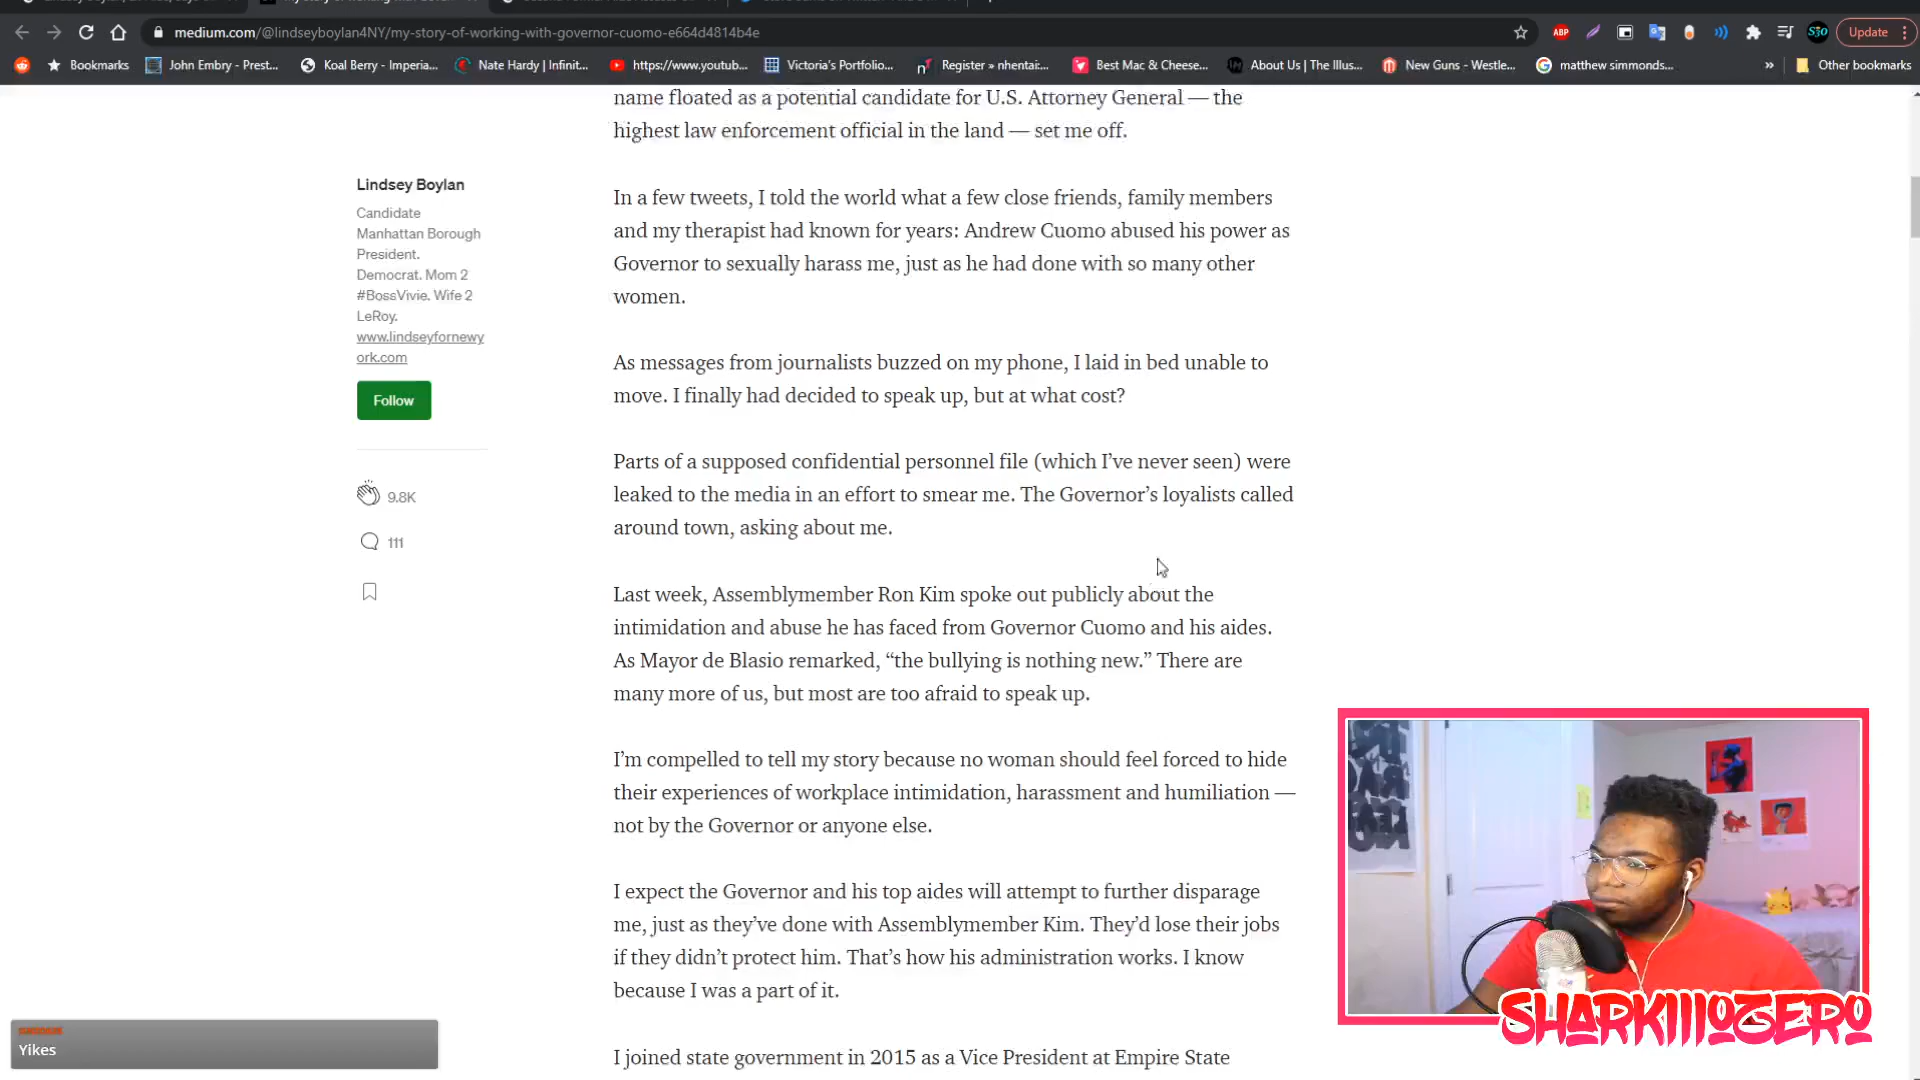 medium.com/@lindseyboylan4NY/my-story-of-working-with-governor-cuomo-e664d4814b4e
ABP
S3O
Update
Bookmarks
John Embry - Prest...
Koal Berry - Imperia...
Nate Hardy | Infinit...
https://www.youtub...
Victoria's Portfolio...
Register » nhentai:...
Best Mac & Cheese...
About Us | The Illus...
New Guns - Westle...
matthew simmonds...
»
Other bookmarks
name floated as a potential candidate for U.S. Attorney General — the
highest law enforcement official in the land — set me off.
Lindsey Boylan
Candidate
Manhattan Borough
President.
Democrat. Mom 2
#BossVivie. Wife 2
LeRoy.
www.lindseyfornewy
ork.com
Follow
9.8K
111
In a few tweets, I told the world what a few close friends, family members
and my therapist had known for years: Andrew Cuomo abused his power as
Governor to sexually harass me, just as he had done with so many other
women.
As messages from journalists buzzed on my phone, I laid in bed unable to
move. I finally had decided to speak up, but at what cost?
Parts of a supposed confidential personnel file (which I’ve never seen) were
leaked to the media in an effort to smear me. The Governor’s loyalists called
around town, asking about me.
Last week, Assemblymember Ron Kim spoke out publicly about the
intimidation and abuse he has faced from Governor Cuomo and his aides.
As Mayor de Blasio remarked, “the bullying is nothing new.” There are
many more of us, but most are too afraid to speak up.
I’m compelled to tell my story because no woman should feel forced to hide
their experiences of workplace intimidation, harassment and humiliation —
not by the Governor or anyone else.
I expect the Governor and his top aides will attempt to further disparage
me, just as they’ve done with Assemblymember Kim. They’d lose their jobs
if they didn’t protect him. That’s how his administration works. I know
because I was a part of it.
I joined state government in 2015 as a Vice President at Empire State
Yikes
SHARKIIIOZERO